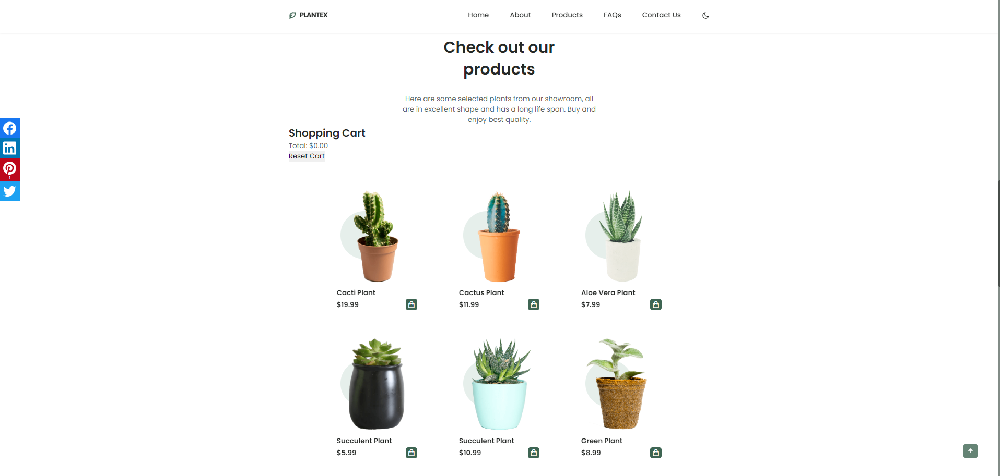 PLANTEX
Home
About
Products
FAQs
Contact Us
Check out our
products
Here are some selected plants from our showroom, all
are in excellent shape and has a long life span. Buy and
enjoy best quality.
Shopping Cart
Total: $0.00
Reset Cart
1
Cacti Plant
$19.99
Cactus Plant
$11.99
Aloe Vera Plant
$7.99
Succulent Plant
$5.99
Succulent Plant
$10.99
Green Plant
$8.99